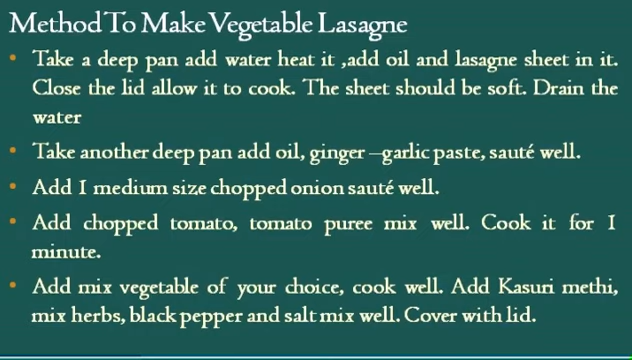 Method To Make Vegetable Lasagne
• Take a deep pan add water heat it ,add oil and lasagne sheet in it.
Close the lid allow it to cook. The sheet should be soft. Drain the
water
• Take another deep pan add oil, ginger –garlic paste, sauté well.
• Add 1 medium size chopped onion sauté well.
• Add chopped tomato, tomato puree mix well. Cook it for 1
minute.
• Add mix vegetable of your choice, cook well. Add Kasuri methi,
mix herbs, black pepper and salt mix well. Cover with lid.